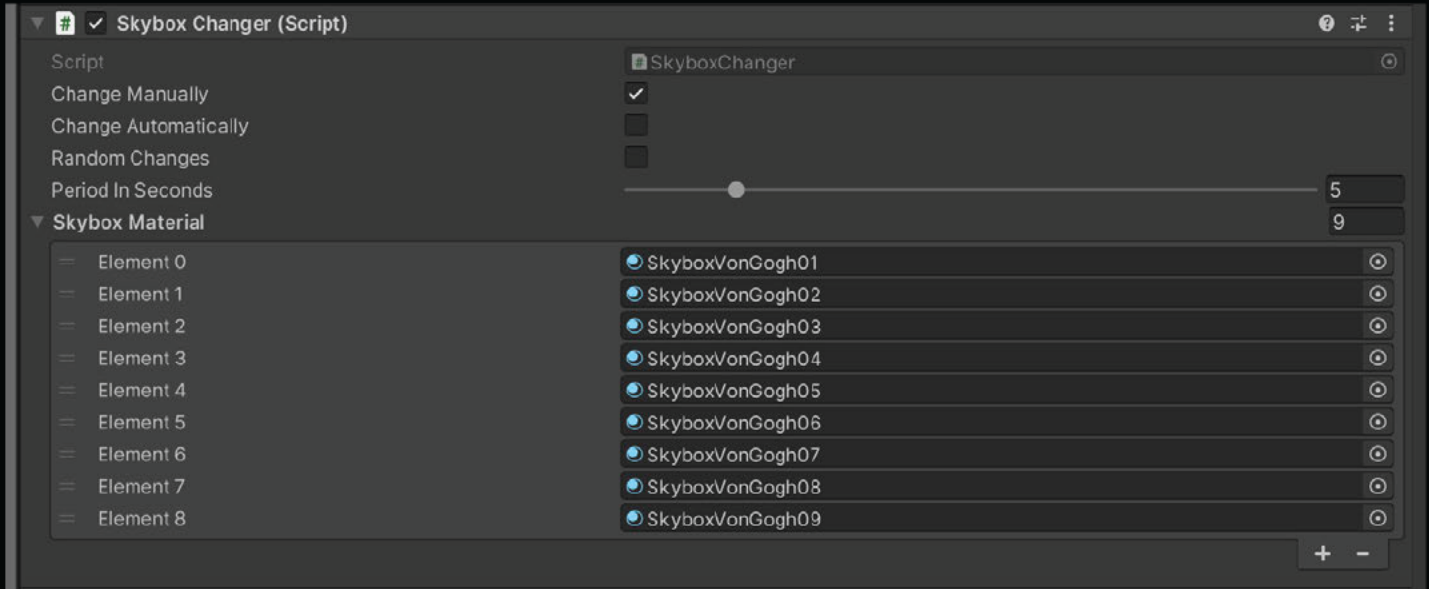 # Skybox Changer (Script)
Script # SkyboxChanger
Change Manually
Change Automatically
Random Changes
Period In Seconds 5
Skybox Material 9
Element 0 SkyboxVonGogh01
Element 1 SkyboxVonGogh02
Element 2 SkyboxVonGogh03
Element 3 SkyboxVonGogh04
Element 4 SkyboxVonGogh05
Element 5 SkyboxVonGogh06
Element 6 SkyboxVonGogh07
Element 7 SkyboxVonGogh08
Element 8 SkyboxVonGogh09
+ −